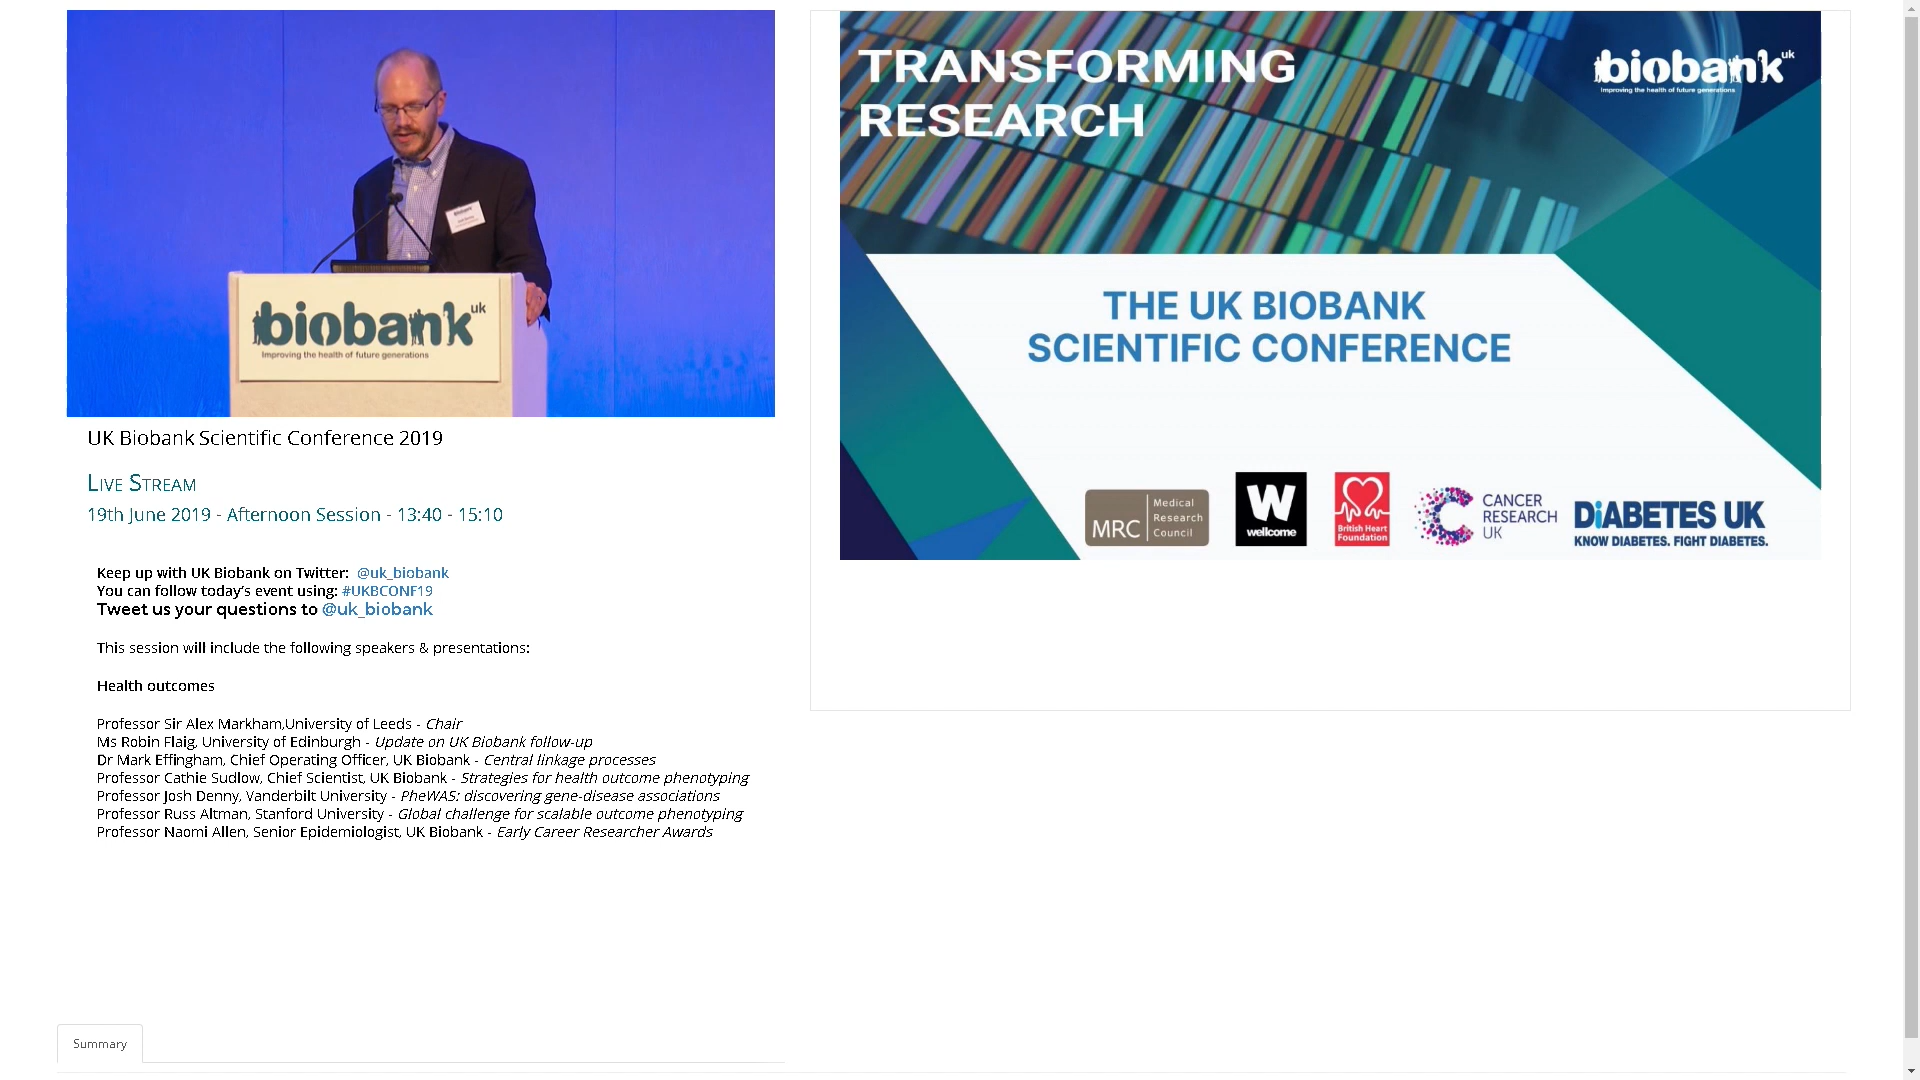 biobank uk
Improving the health of future generations
UK Biobank Scientific Conference 2019
Live Stream
19th June 2019 - Afternoon Session - 13:40 - 15:10
Keep up with UK Biobank on Twitter: @uk_biobank
You can follow today’s event using: #UKBCONF19
Tweet us your questions to @uk_biobank
This session will include the following speakers & presentations:
Health outcomes
Professor Sir Alex Markham,University of Leeds - Chair
Ms Robin Flaig, University of Edinburgh - Update on UK Biobank follow-up
Dr Mark Effingham, Chief Operating Officer, UK Biobank - Central linkage processes
Professor Cathie Sudlow, Chief Scientist, UK Biobank - Strategies for health outcome phenotyping
Professor Josh Denny, Vanderbilt University - PheWAS: discovering gene-disease associations
Professor Russ Altman, Stanford University - Global challenge for scalable outcome phenotyping
Professor Naomi Allen, Senior Epidemiologist, UK Biobank - Early Career Researcher Awards
Summary
TRANSFORMING
RESEARCH
biobank uk
Improving the health of future generations
THE UK BIOBANK
SCIENTIFIC CONFERENCE
MRC
Medical
Research
Council
W
wellcome
British Heart
Foundation
CANCER
RESEARCH
UK
DIABETES UK
KNOW DIABETES. FIGHT DIABETES.